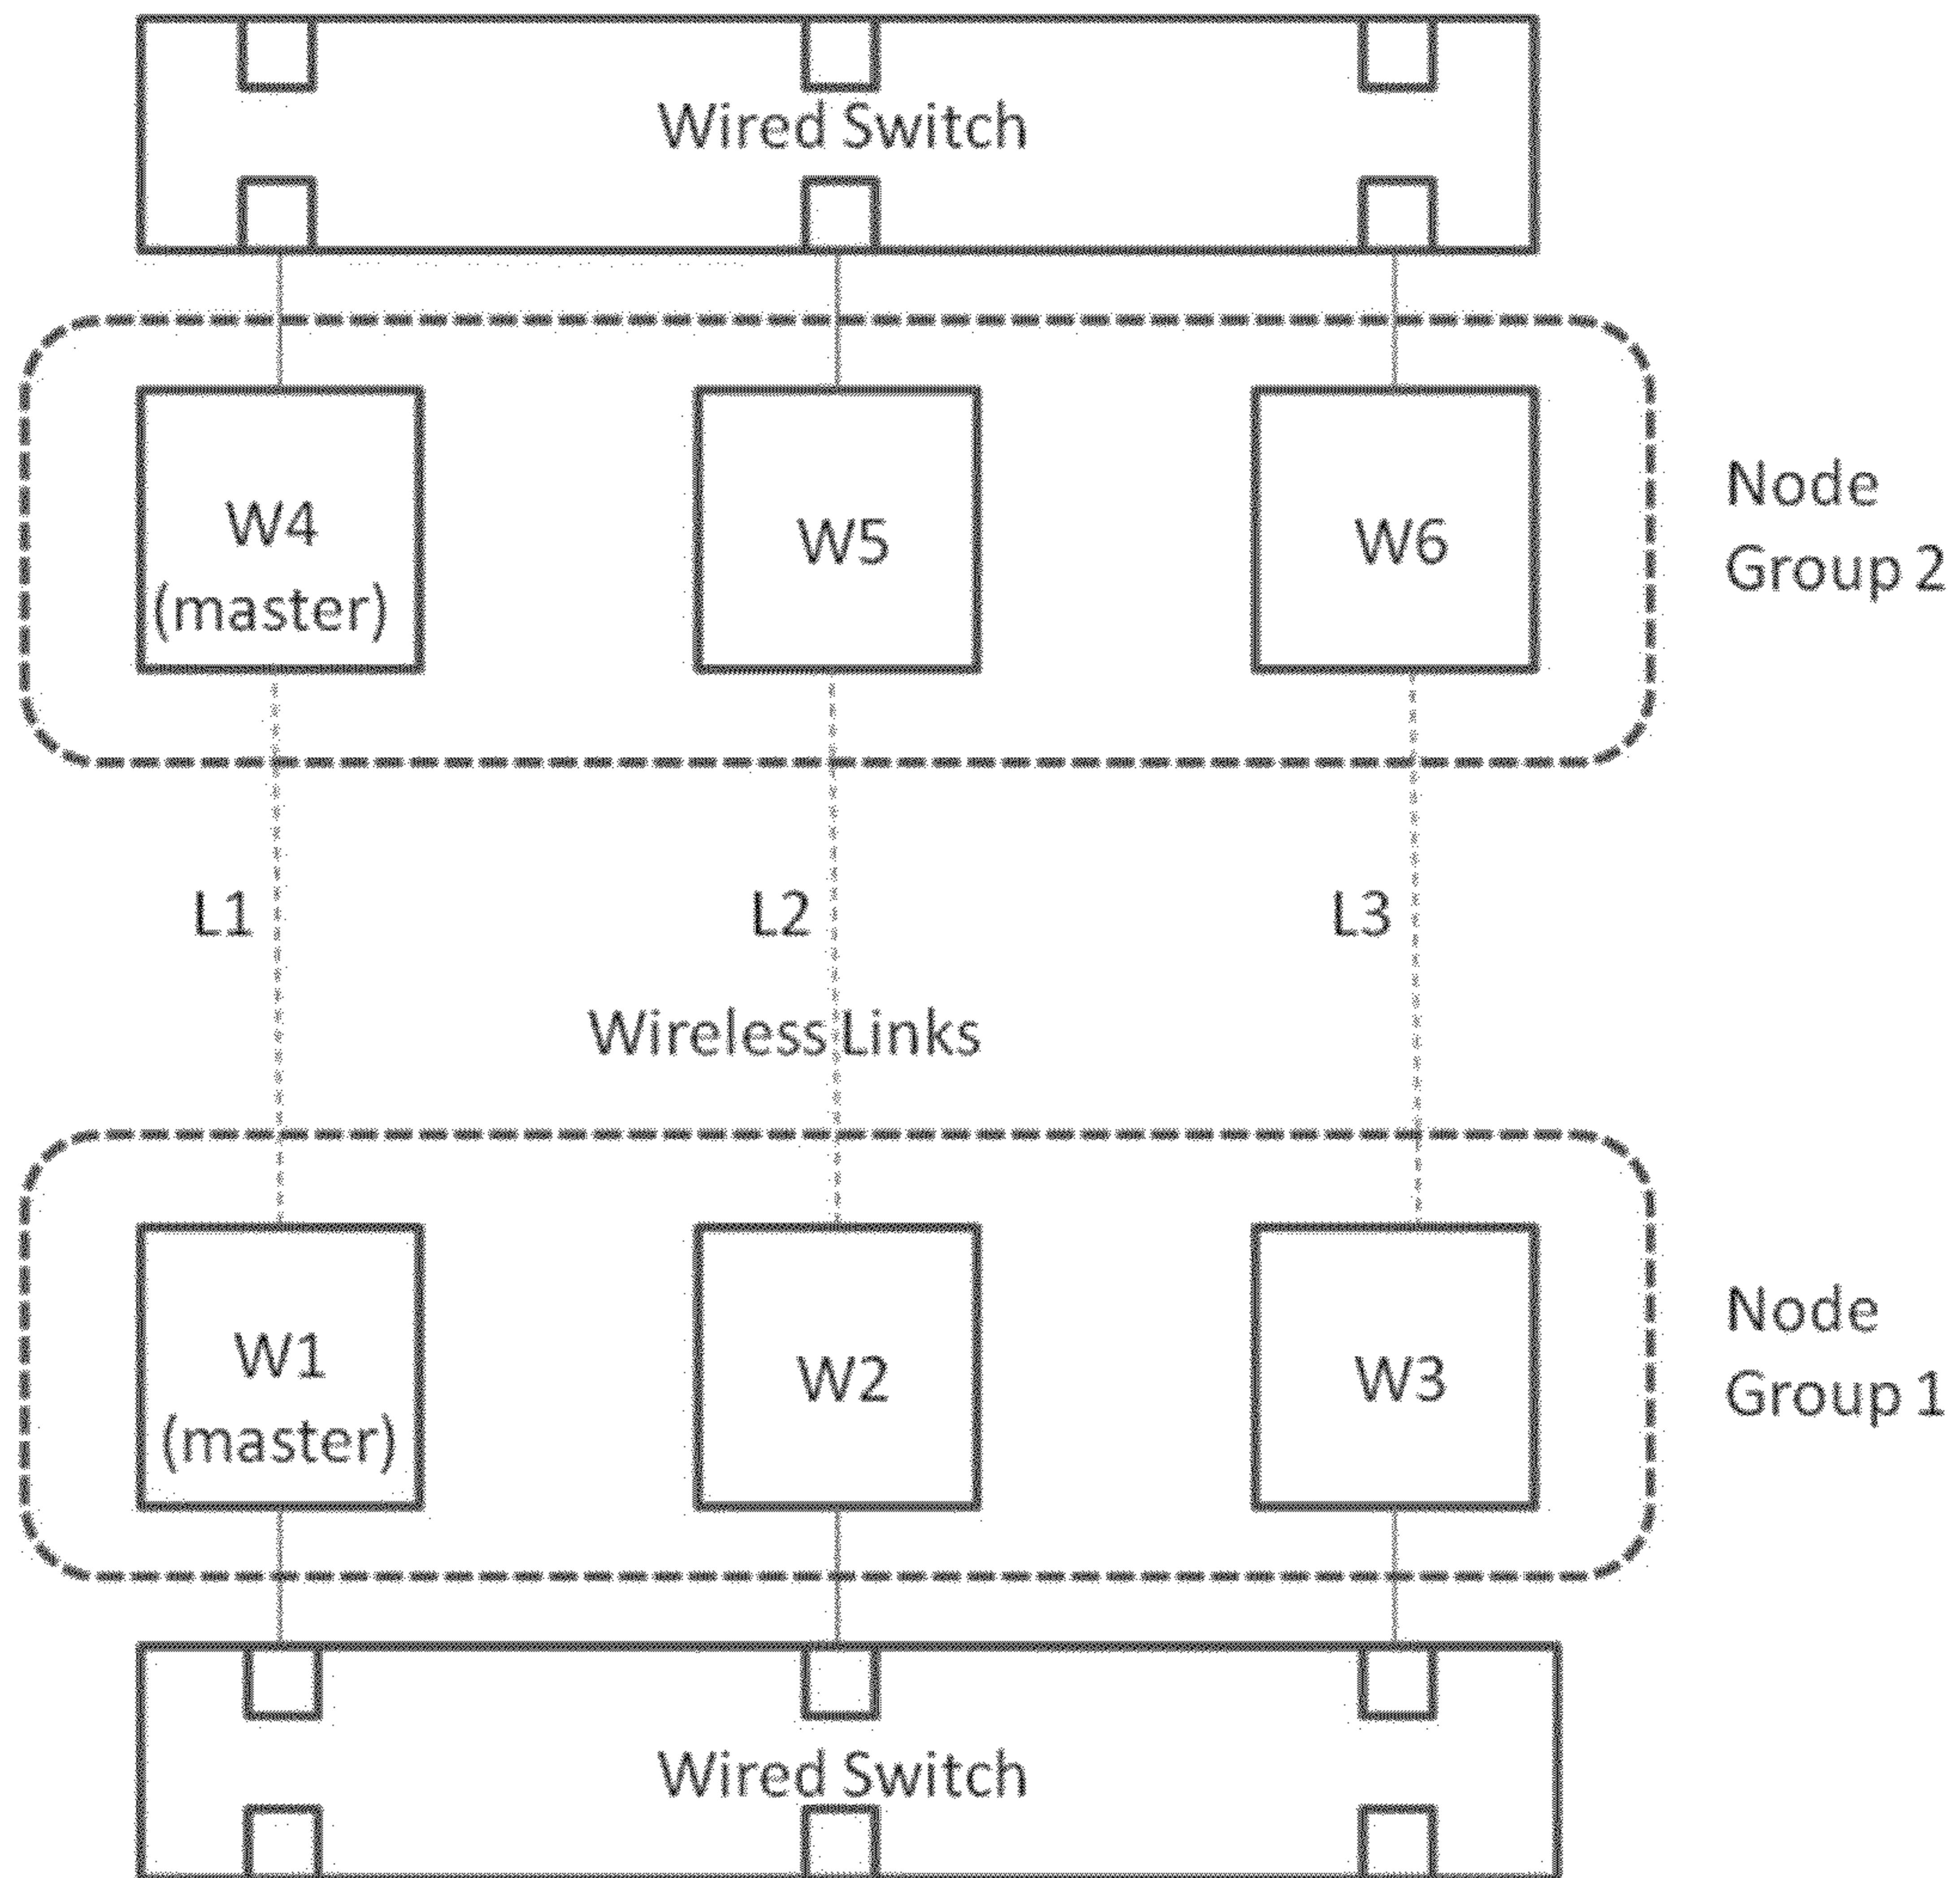 Wired Switch
W4
(master)
W5
W6
Node
Group 2
L1
L2
L3
Wireless Links
W1
(master)
W2
W3
Node
Group 1
Wired Switch